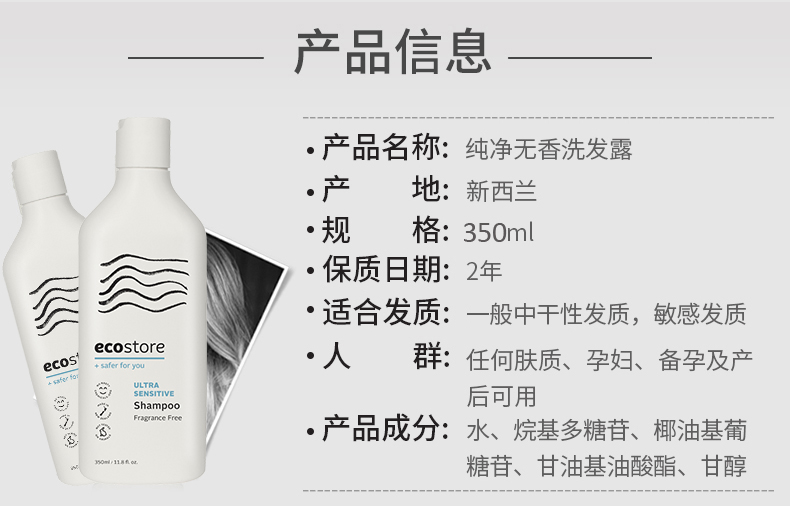 产品信息
产品名称: 纯净无香洗发露
产 地: 新西兰
规 格: 350ml
保质日期: 2年
适合发质: 一般中干性发质，敏感发质
人 群: 任何肤质、孕妇、备孕及产
后可用
产品成分: 水、烷基多糖苷、椰油基葡
糖苷、甘油基油酸酯、甘醇
ecostore
+ safer for you
ULTRA
SENSITIVE
Shampoo
Fragrance Free
350ml / 11.8 fl. oz.
ecost
+ safer fo